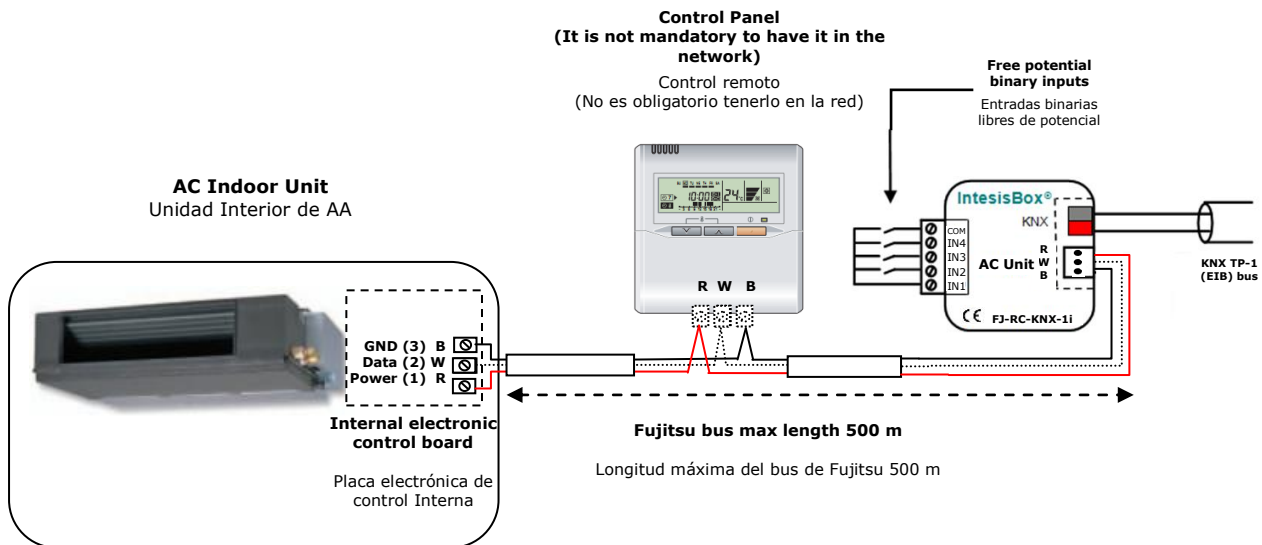 Control Panel
(It is not mandatory to have it in the
network)
Control remoto
(No es obligatorio tenerlo en la red)
Free potential
binary inputs
Entradas binarias
libres de potencial
AC Indoor Unit
Unidad Interior de AA
IntesisBox®
KNX
COM
IN4
IN3
IN2
IN1
AC Unit
R
W
B
CE FJ-RC-KNX-1i
KNX TP-1
(EIB) bus
10:00
24
R W B
GND (3) B
Data (2) W
Power (1) R
Internal electronic
control board
Placa electrónica de
control Interna
Fujitsu bus max length 500 m
Longitud máxima del bus de Fujitsu 500 m